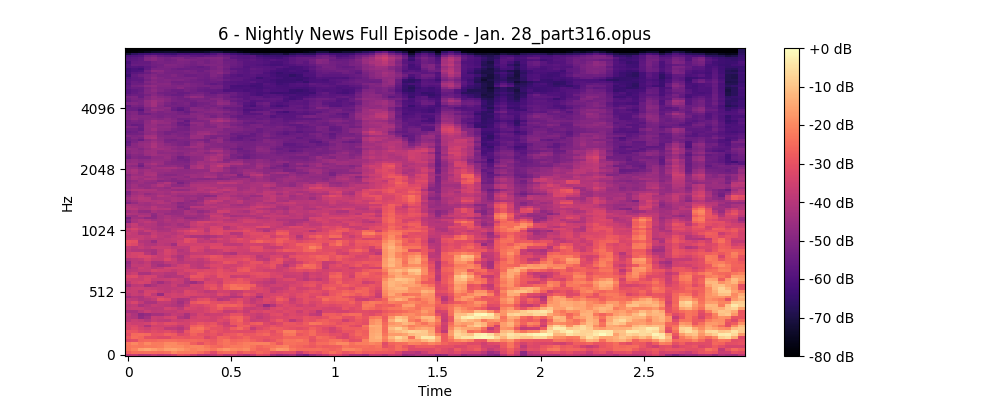 6 - Nightly News Full Episode - Jan. 28_part316.opus
Hz
4096
2048
1024
512
0
0 0.5 1 1.5 2 2.5
Time
+0 dB
-10 dB
-20 dB
-30 dB
-40 dB
-50 dB
-60 dB
-70 dB
-80 dB